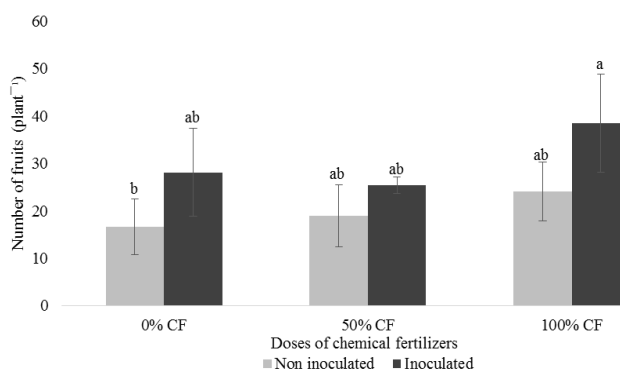 Number of fruits (plant⁻¹)
60
50
40
30
20
10
0
b
ab
ab
ab
ab
a
0% CF
50% CF
100% CF
Doses of chemical fertilizers
Non inoculated
Inoculated